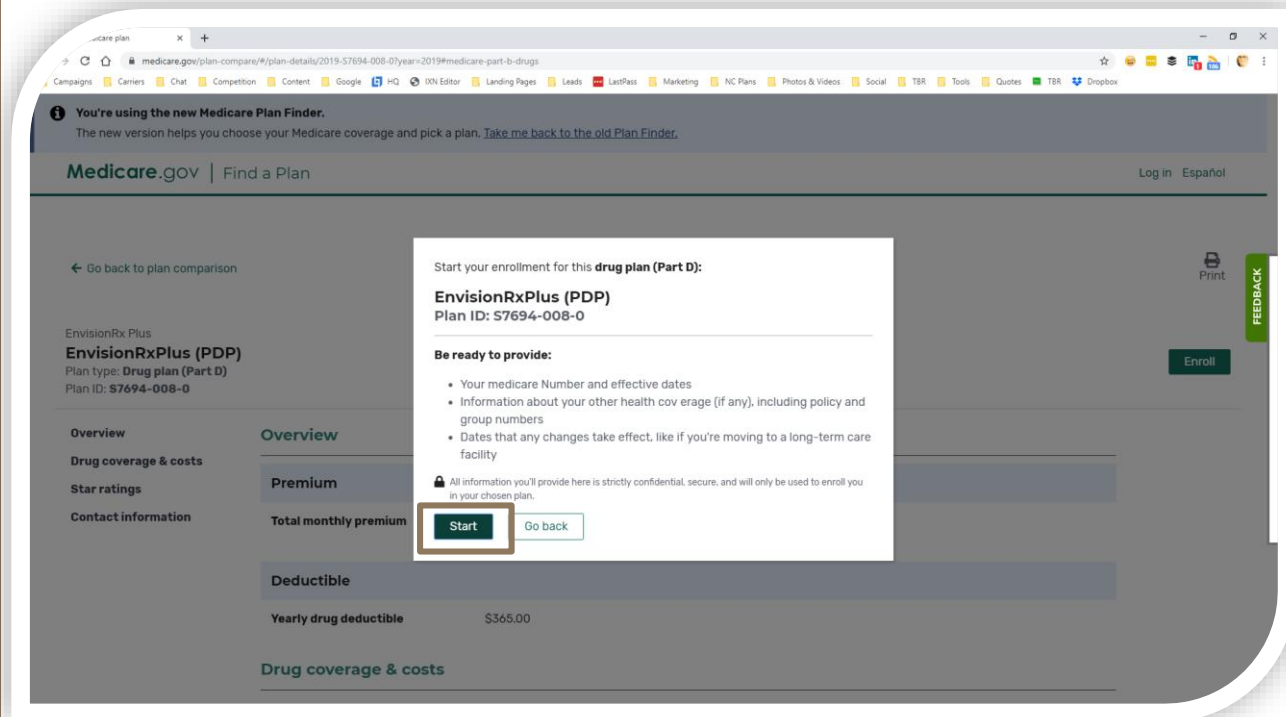 care plan
medicare.gov/plan-compare/#/plan-details/2019-S7694-008-0?year=2019#medicare-part-b-drugs
Campaigns Carriers Chat Competition Content Google HQ IXN Editor Landing Pages Leads LastPass Marketing NC Plans Photos & Videos Social TBR Tools Quotes TBR Dropbox
You're using the new Medicare Plan Finder.
The new version helps you choose your Medicare coverage and pick a plan. Take me back to the old Plan Finder.
Medicare.gov | Find a Plan
Log in Español
← Go back to plan comparison
Print
FEEDBACK
EnvisionRx Plus
EnvisionRxPlus (PDP)
Plan type: Drug plan (Part D)
Plan ID: S7694-008-0
Enroll
Start your enrollment for this drug plan (Part D):
EnvisionRxPlus (PDP)
Plan ID: S7694-008-0
Be ready to provide:
• Your medicare Number and effective dates
• Information about your other health cov erage (if any), including policy and
group numbers
• Dates that any changes take effect, like if you're moving to a long-term care
facility
All information you'll provide here is strictly confidential, secure, and will only be used to enroll you
in your chosen plan.
Start Go back
Overview
Drug coverage & costs
Star ratings
Contact information
Overview
Premium
Total monthly premium
Deductible
Yearly drug deductible $365.00
Drug coverage & costs